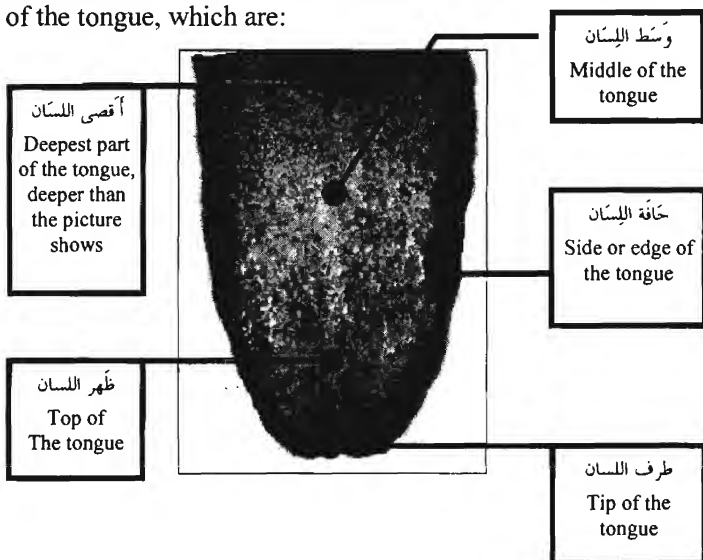 of the tongue, which are:
وَسَط اللِسَان
Middle of the
tongue
أَقصى اللسَان
Deepest part
of the tongue,
deeper than
the picture
shows
حَافَة اللِسَان
Side or edge of
the tongue
ظَهر اللسان
Top of
The tongue
طرف اللسان
Tip of the
tongue